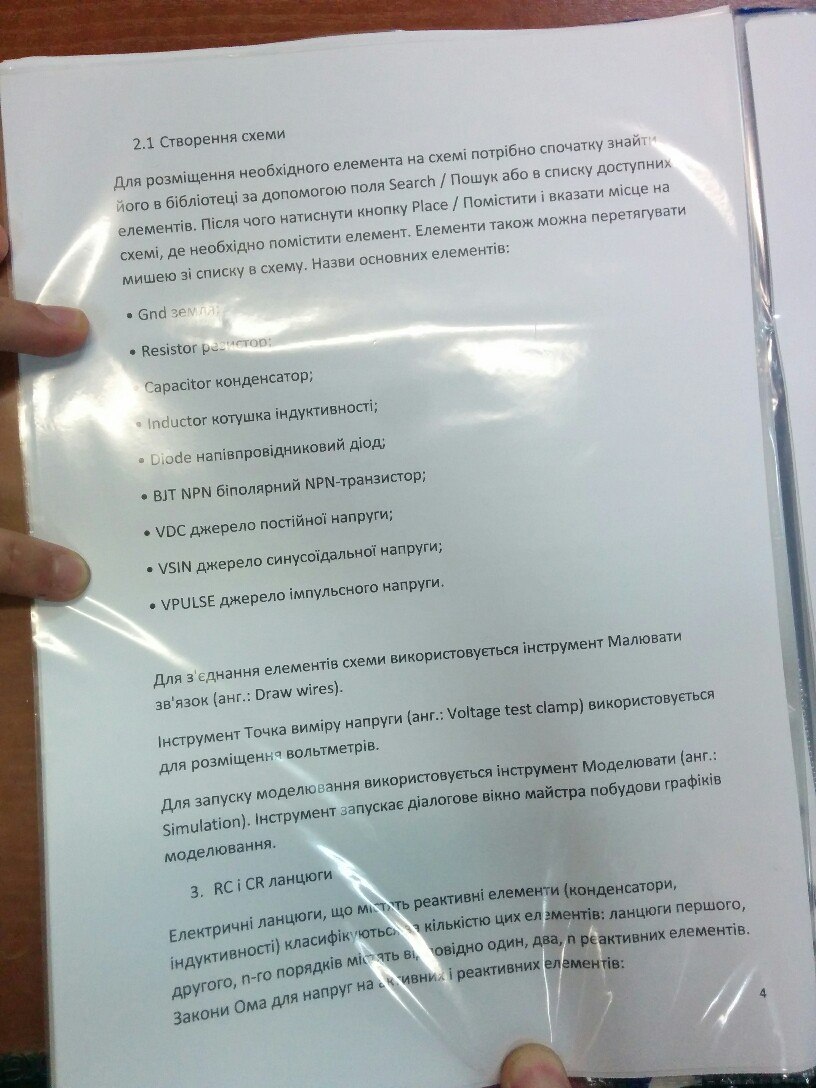 2.1 Створення схеми
Для розміщення необхідного елемента на схемі потрібно спочатку знайти
його в бібліотеці за допомогою поля Search / Пошук або в списку доступних
елементів. Після чого натиснути кнопку Place / Помістити і вказати місце на
схемі, де необхідно помістити елемент. Елементи також можна перетягувати
мишею зі списку в схему. Назви основних елементів:
• Gnd земля;
• Resistor резистор;
• Capacitor конденсатор;
• Inductor котушка індуктивності;
• Diode напівпровідниковий діод;
• BJT NPN біполярний NPN-транзистор;
• VDC джерело постійної напруги;
• VSIN джерело синусоїдальної напруги;
• VPULSE джерело імпульсного напруги.
Для з'єднання елементів схеми використовується інструмент Малювати
зв'язок (анг.: Draw wires).
Інструмент Точка виміру напруги (анг.: Voltage test clamp) використовується
для розміщення вольтметрів.
Для запуску моделювання використовується інструмент Моделювати (анг.:
Simulation). Інструмент запускає діалогове вікно майстра побудови графіків
моделювання.
3. RC і CR ланцюги
Електричні ланцюги, що містять реактивні елементи (конденсатори,
індуктивності) класифікуються за кількістю цих елементів: ланцюги першого,
другого, n-го порядків містять відповідно один, два, n реактивних елементів.
Закони Ома для напруг на активних і реактивних елементів:
4